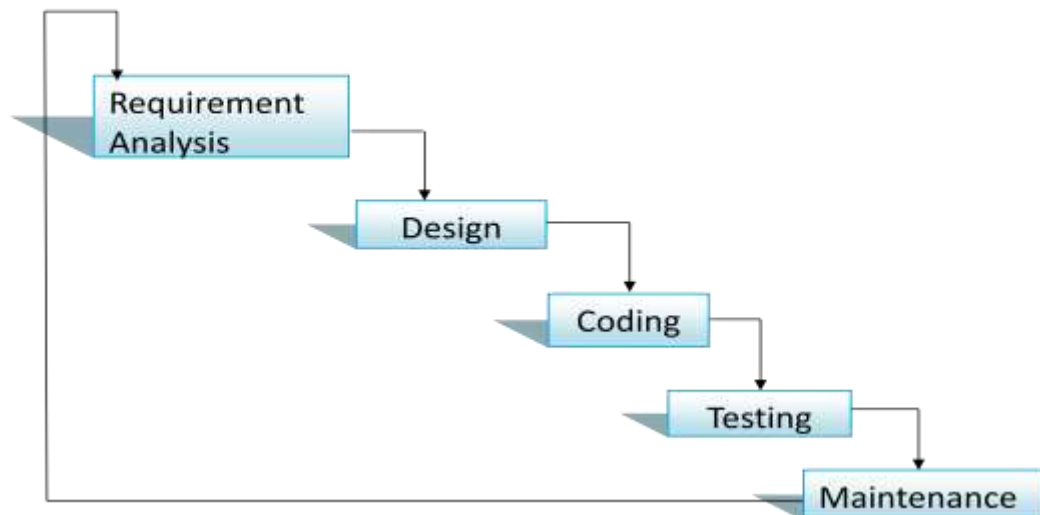 Requirement
Analysis
Design
Coding
Testing
Maintenance